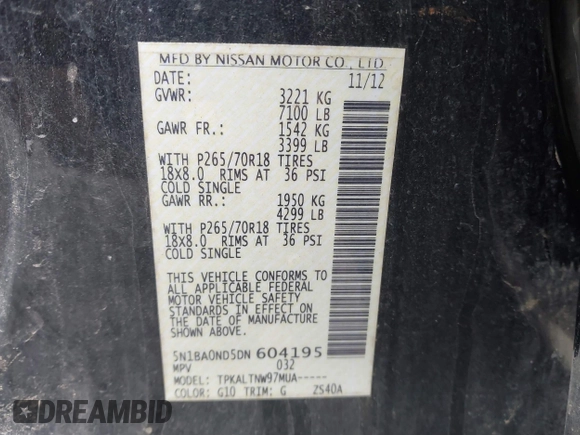 MFD BY NISSAN MOTOR CO., LTD.
DATE: 11/12
GVWR: 3221 KG
7100 LB
GAWR FR.: 1542 KG
3399 LB
WITH P265/70R18 TIRES
18X8.0 RIMS AT 36 PSI
COLD SINGLE
GAWR RR.: 1950 KG
4299 LB
WITH P265/70R18 TIRES
18X8.0 RIMS AT 36 PSI
COLD SINGLE
THIS VEHICLE CONFORMS TO
ALL APPLICABLE FEDERAL
MOTOR VEHICLE SAFETY
STANDARDS IN EFFECT ON
THE DATE OF MANUFACTURE
SHOWN ABOVE.
5N1BA0ND5DN 604195
MPV 032
MODEL: TPKALTNW97MUA-----
COLOR: G10 TRIM: G ZS40A
REAL VIN.COM